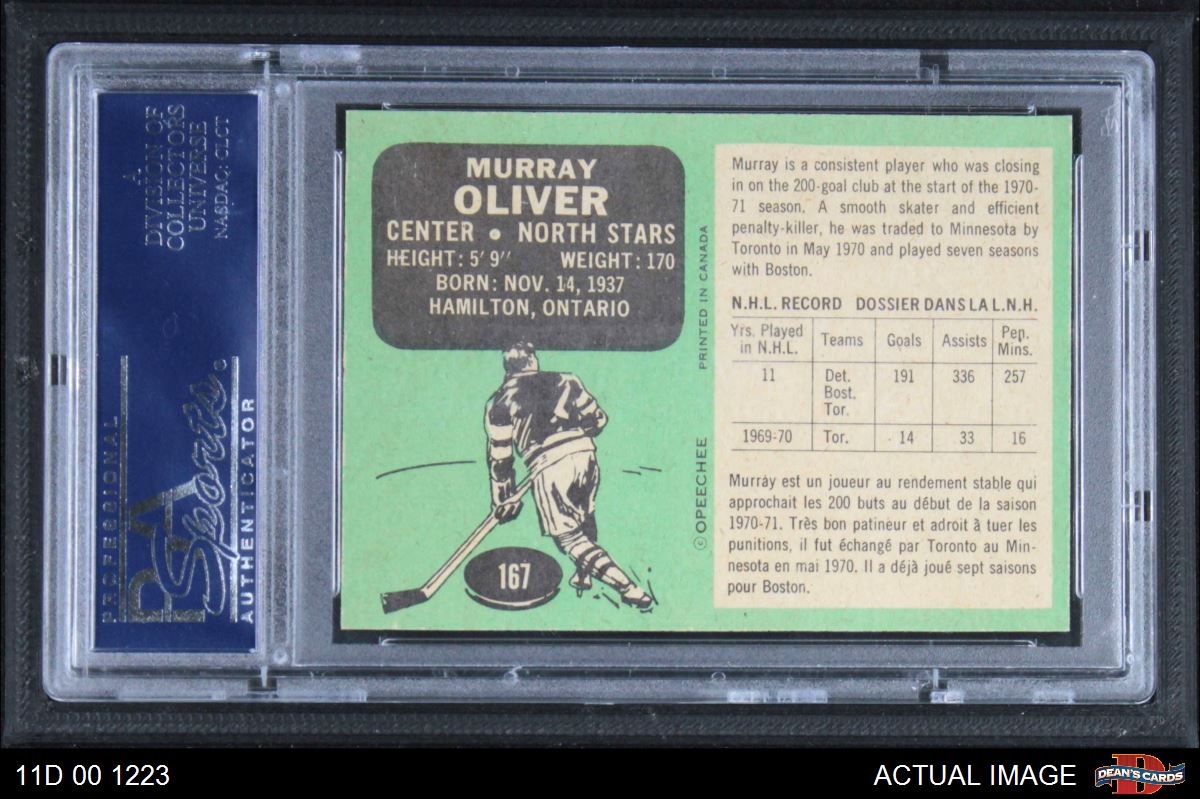 A
DIVISION OF
COLLECTORS
UNIVERSE
NASDAQ: CLCT
PROFESSIONAL
PSA
Sports
AUTHENTICATOR
MURRAY
OLIVER
CENTER • NORTH STARS
HEIGHT: 5' 9'' WEIGHT: 170
BORN: NOV. 14, 1937
HAMILTON, ONTARIO
167
PRINTED IN CANADA
© OPEECHEE
Murray is a consistent player who was closing
in on the 200-goal club at the start of the 1970-
71 season. A smooth skater and efficient
penalty-killer, he was traded to Minnesota by
Toronto in May 1970 and played seven seasons
with Boston.
N.H.L. RECORD DOSSIER DANS LA L.N.H.
Yrs. Played in N.H.L. Teams Goals Assists Pen. Mins.
11 Det. Bost. Tor. 191 336 257
1969-70 Tor. 14 33 16
Murray est un joueur au rendement stable qui
approchait les 200 buts au début de la saison
1970-71. Très bon patineur et adroit à tuer les
punitions, il fut échangé par Toronto au Min-
nesota en mai 1970. Il a déjà joué sept saisons
pour Boston.
11D 00 1223
ACTUAL IMAGE
D
DEAN'S CARDS